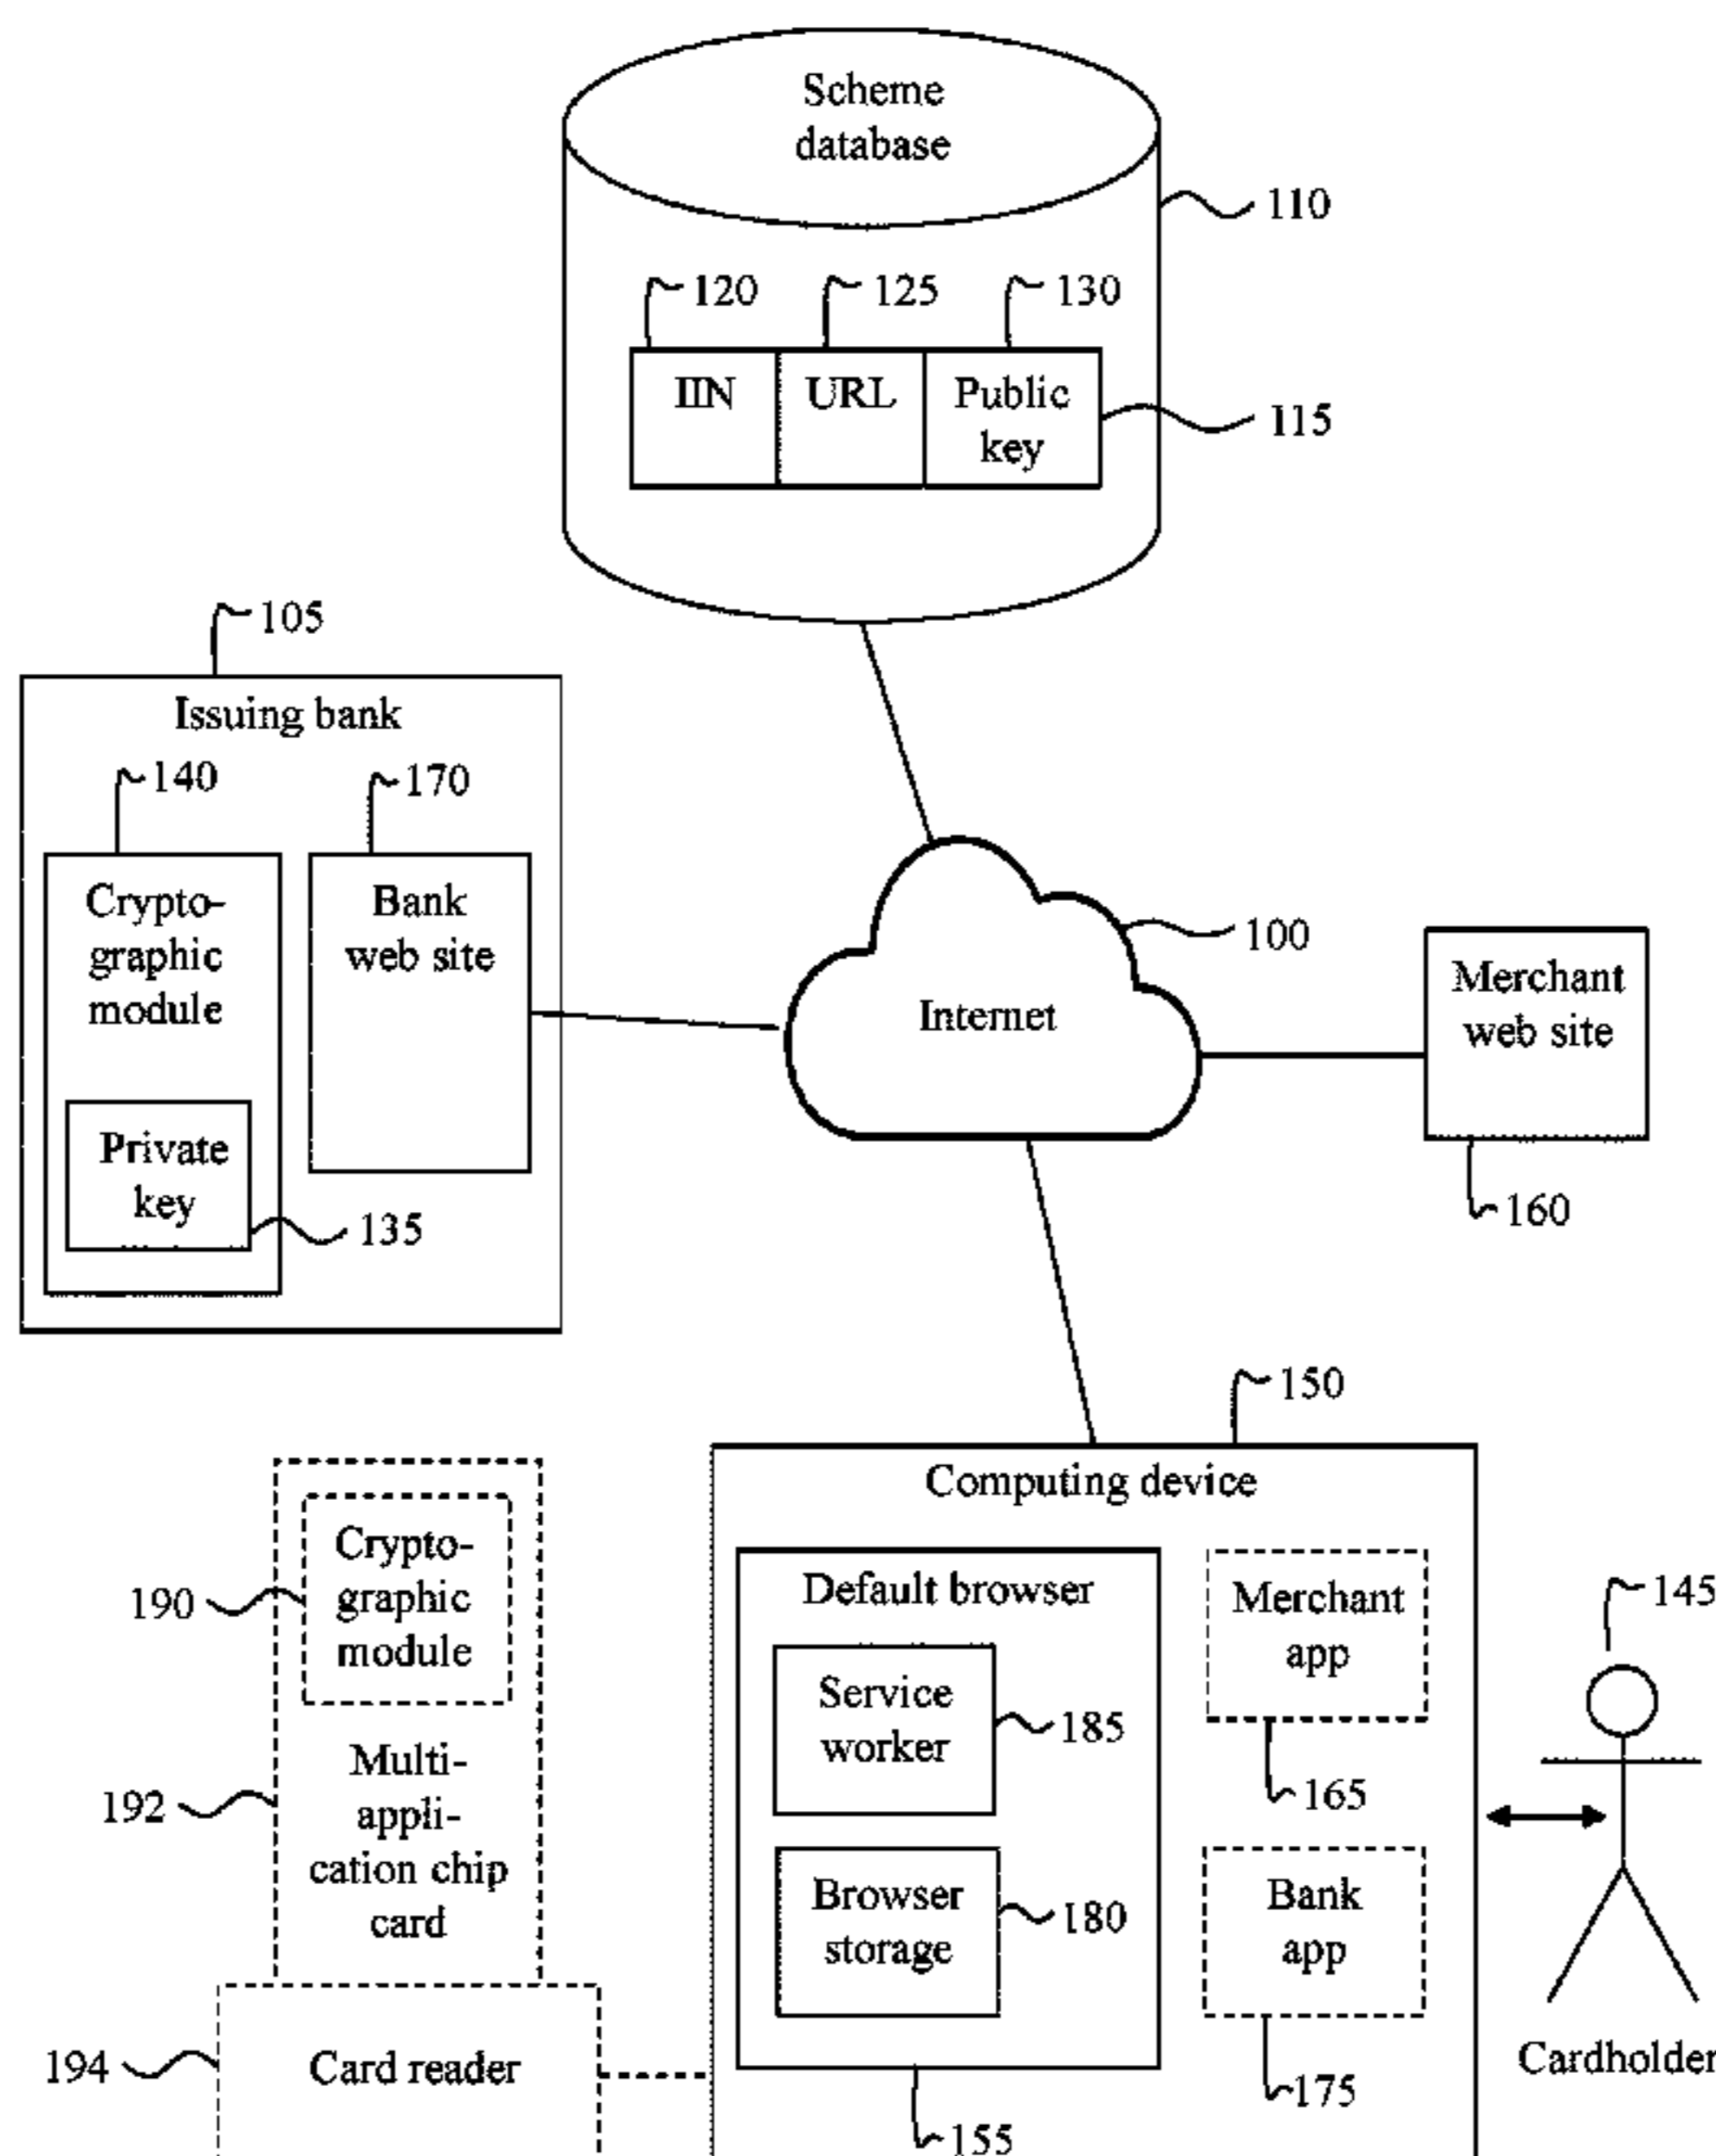 Scheme
database
110
120
125
130
IIN
URL
Public
key
115
105
Issuing bank
140
170
Crypto-
graphic
module
Bank
web site
Private
key
135
100
Internet
Merchant
web site
160
150
Computing device
Crypto-
graphic
module
190
Multi-
appli-
cation chip
card
192
Default browser
Service
worker
185
Browser
storage
180
Merchant
app
165
Bank
app
175
145
Cardholder
194
Card reader
155